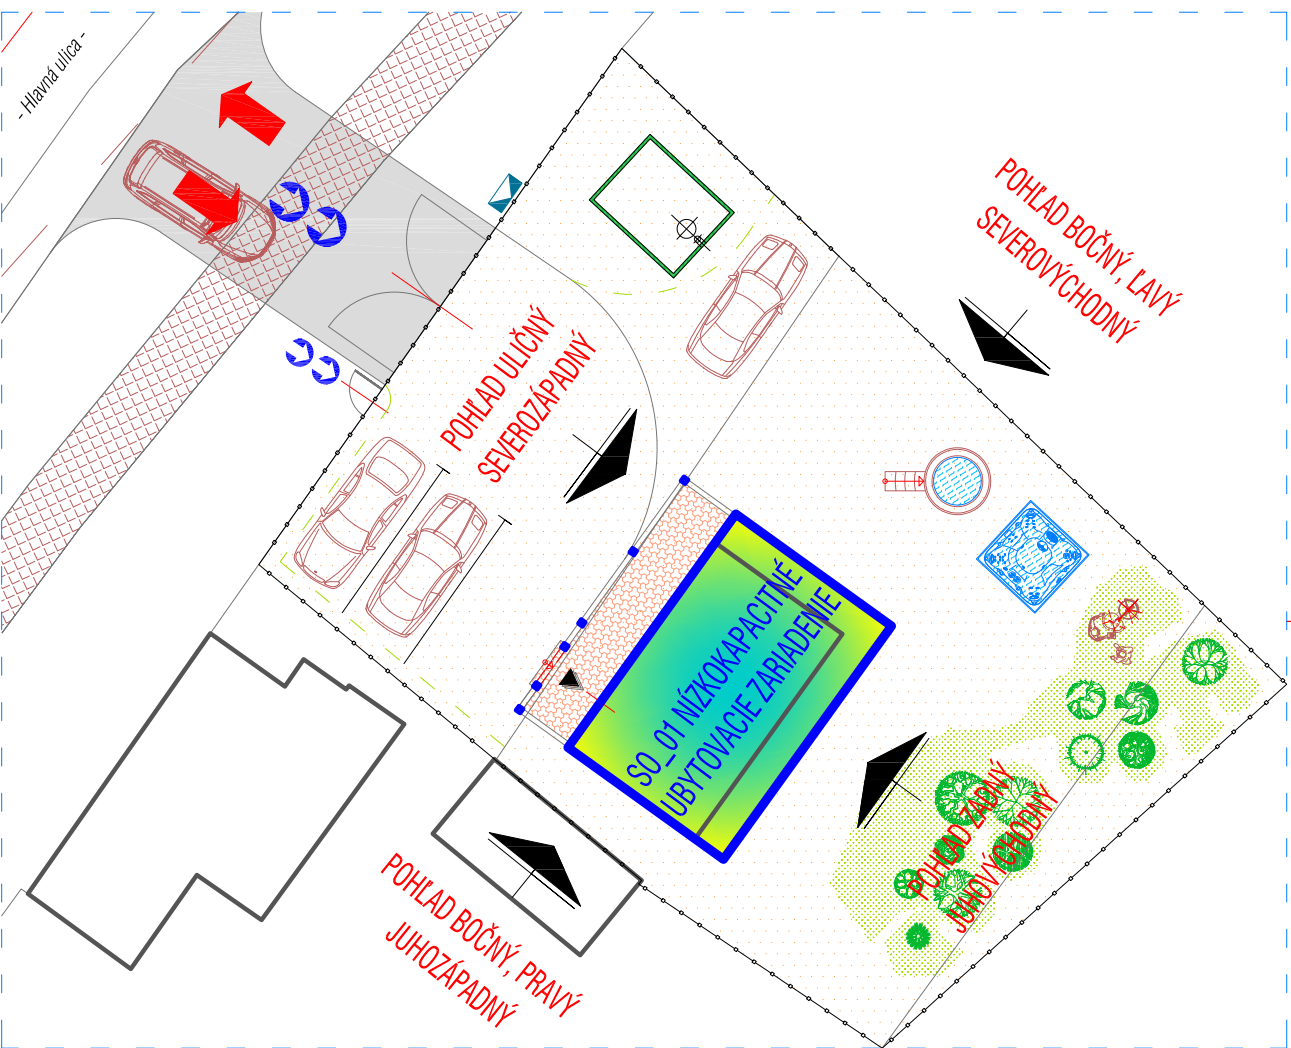 - Hlavná ulica -
POHĽAD BOČNÝ, ĽAVÝ
SEVEROVÝCHODNÝ
POHĽAD ULIČNÝ
SEVEROZÁPADNÝ
SO_01 NÍZKOKAPACITNÉ
UBYTOVACIE ZARIADENIE
POHĽAD ZADNÝ
JUHOVÝCHODNÝ
POHĽAD BOČNÝ, PRAVÝ
JUHOZÁPADNÝ